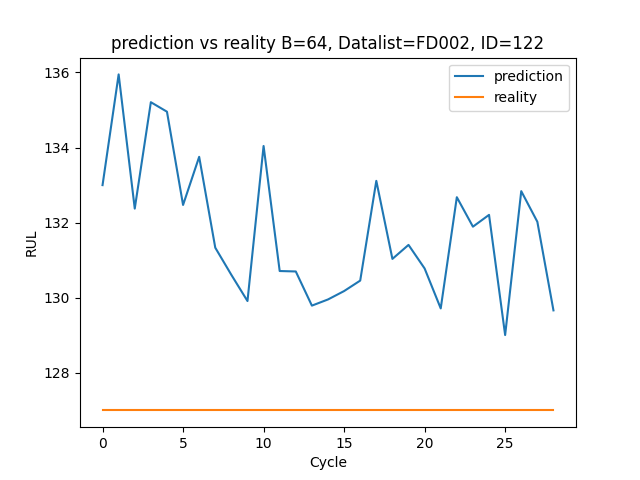 prediction vs reality B=64, Datalist=FD002, ID=122
prediction
reality
136
134
132
130
128
RUL
0 5 10 15 20 25
Cycle